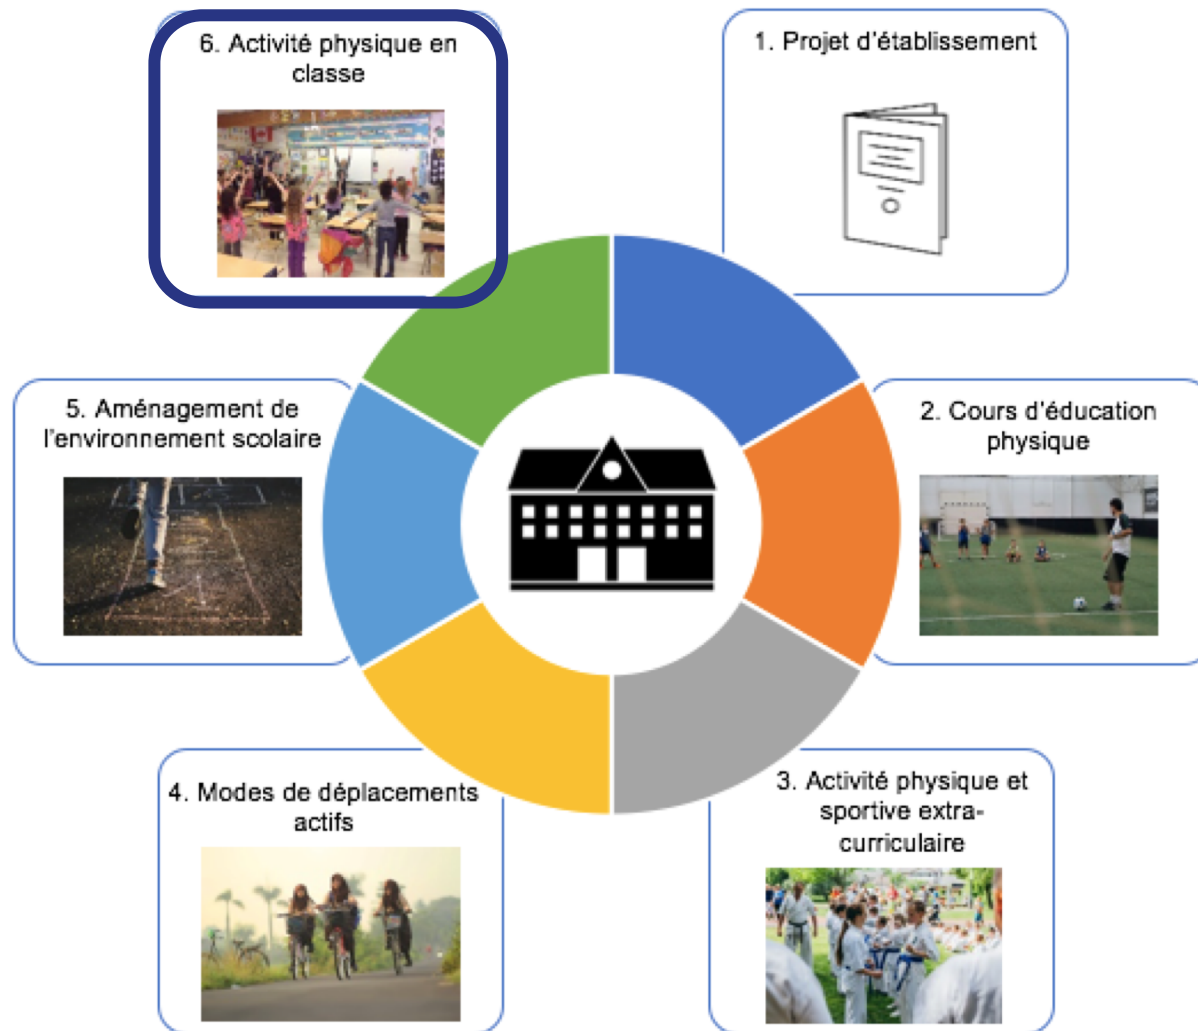 6. Activité physique en
classe
1. Projet d'établissement
5. Aménagement de
l'environnement scolaire
2. Cours d'éducation
physique
4. Modes de déplacements
actifs
3. Activité physique et
sportive extra-
curriculaire